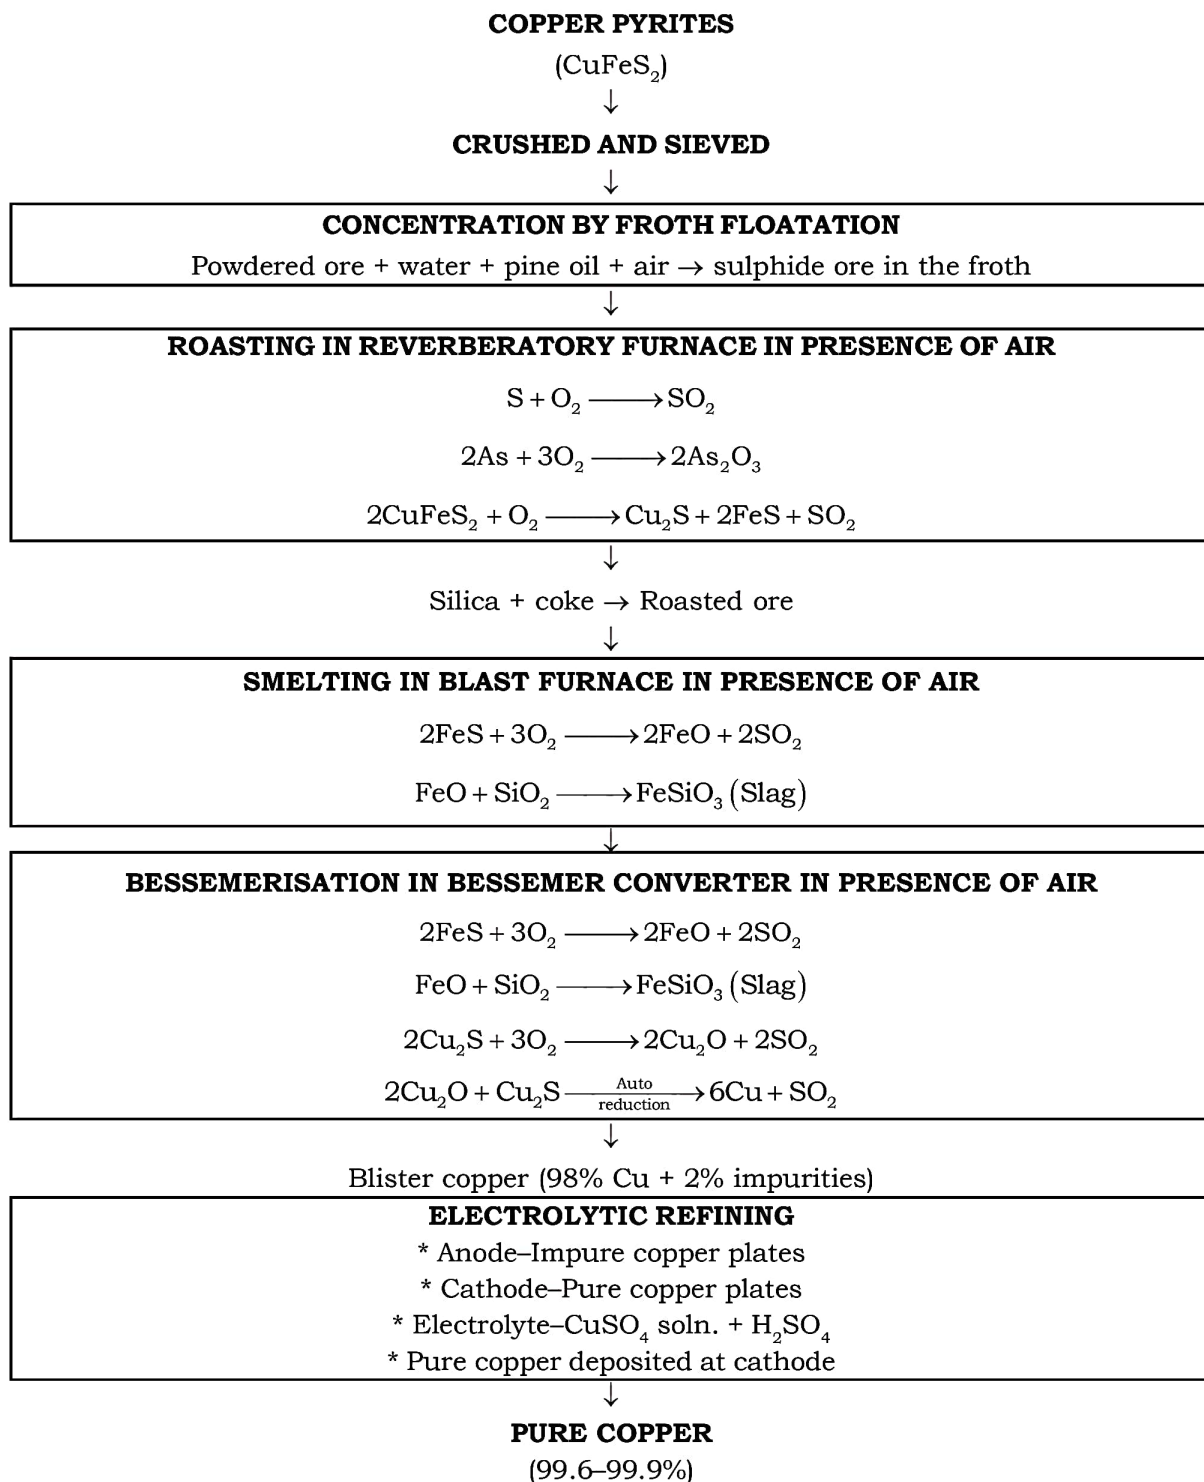 COPPER PYRITES
(CuFeS₂)
↓
CRUSHED AND SIEVED
↓
CONCENTRATION BY FROTH FLOATATION
Powdered ore + water + pine oil + air → sulphide ore in the froth
↓
ROASTING IN REVERBERATORY FURNACE IN PRESENCE OF AIR
S + O₂ ⟶ SO₂
2As + 3O₂ ⟶ 2As₂O₃
2CuFeS₂ + O₂ ⟶ Cu₂S + 2FeS + SO₂
↓
Silica + coke → Roasted ore
↓
SMELTING IN BLAST FURNACE IN PRESENCE OF AIR
2FeS + 3O₂ ⟶ 2FeO + 2SO₂
FeO + SiO₂ ⟶ FeSiO₃ (Slag)
↓
BESSEMERISATION IN BESSEMER CONVERTER IN PRESENCE OF AIR
2FeS + 3O₂ ⟶ 2FeO + 2SO₂
FeO + SiO₂ ⟶ FeSiO₃ (Slag)
2Cu₂S + 3O₂ ⟶ 2Cu₂O + 2SO₂
2Cu₂O + Cu₂S Auto reduction ⟶ 6Cu + SO₂
↓
Blister copper (98% Cu + 2% impurities)
ELECTROLYTIC REFINING
* Anode–Impure copper plates
* Cathode–Pure copper plates
* Electrolyte–CuSO₄ soln. + H₂SO₄
* Pure copper deposited at cathode
↓
PURE COPPER
(99.6–99.9%)